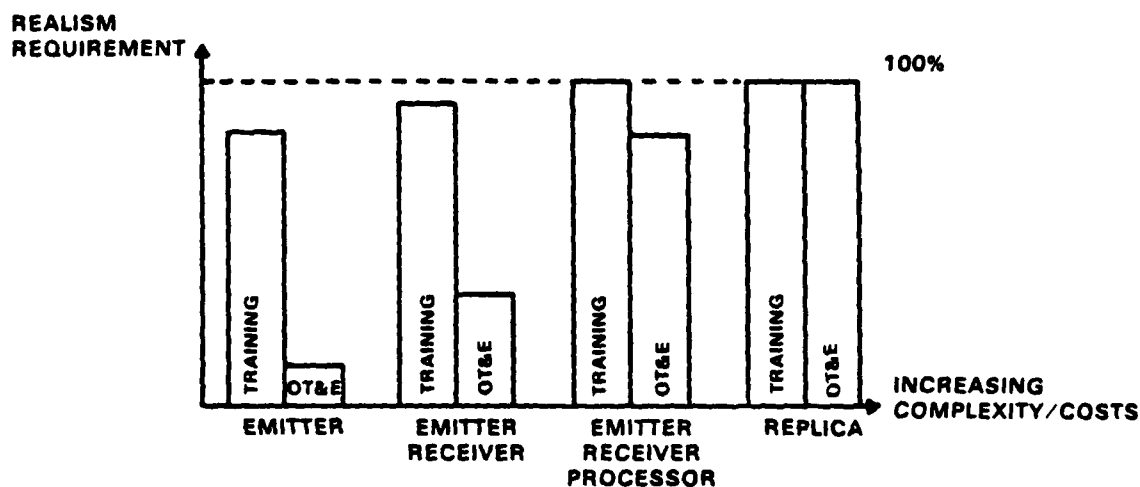 REALISM
REQUIREMENT
100%
TRAINING
OT&E
TRAINING
OT&E
TRAINING
OT&E
TRAINING
OT&E
INCREASING
COMPLEXITY/COSTS
EMITTER
EMITTER
RECEIVER
EMITTER
RECEIVER
PROCESSOR
REPLICA